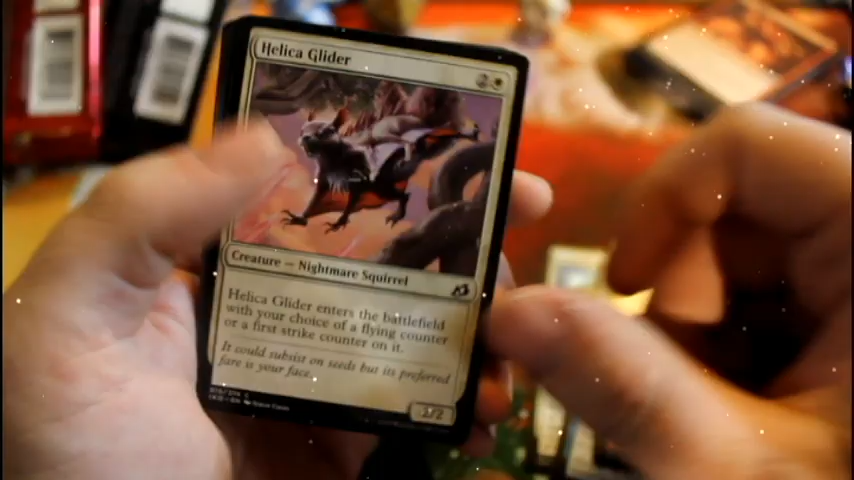 Helica Glider
2
Creature — Nightmare Squirrel
Helica Glider enters the battlefield
with your choice of a flying counter
or a first strike counter on it.
It could subsist on seeds but its preferred
fare is your face.
2/2